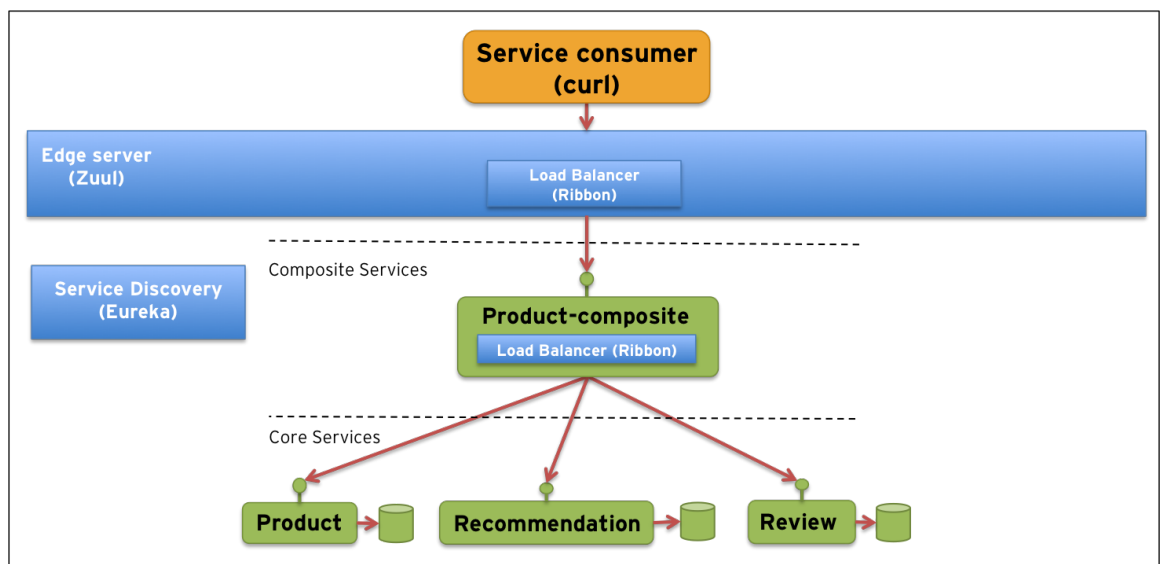 Service consumer
(curl)
Edge server
(Zuul)
Load Balancer
(Ribbon)
Composite Services
Service Discovery
(Eureka)
Product-composite
Load Balancer (Ribbon)
Core Services
Product
Recommendation
Review